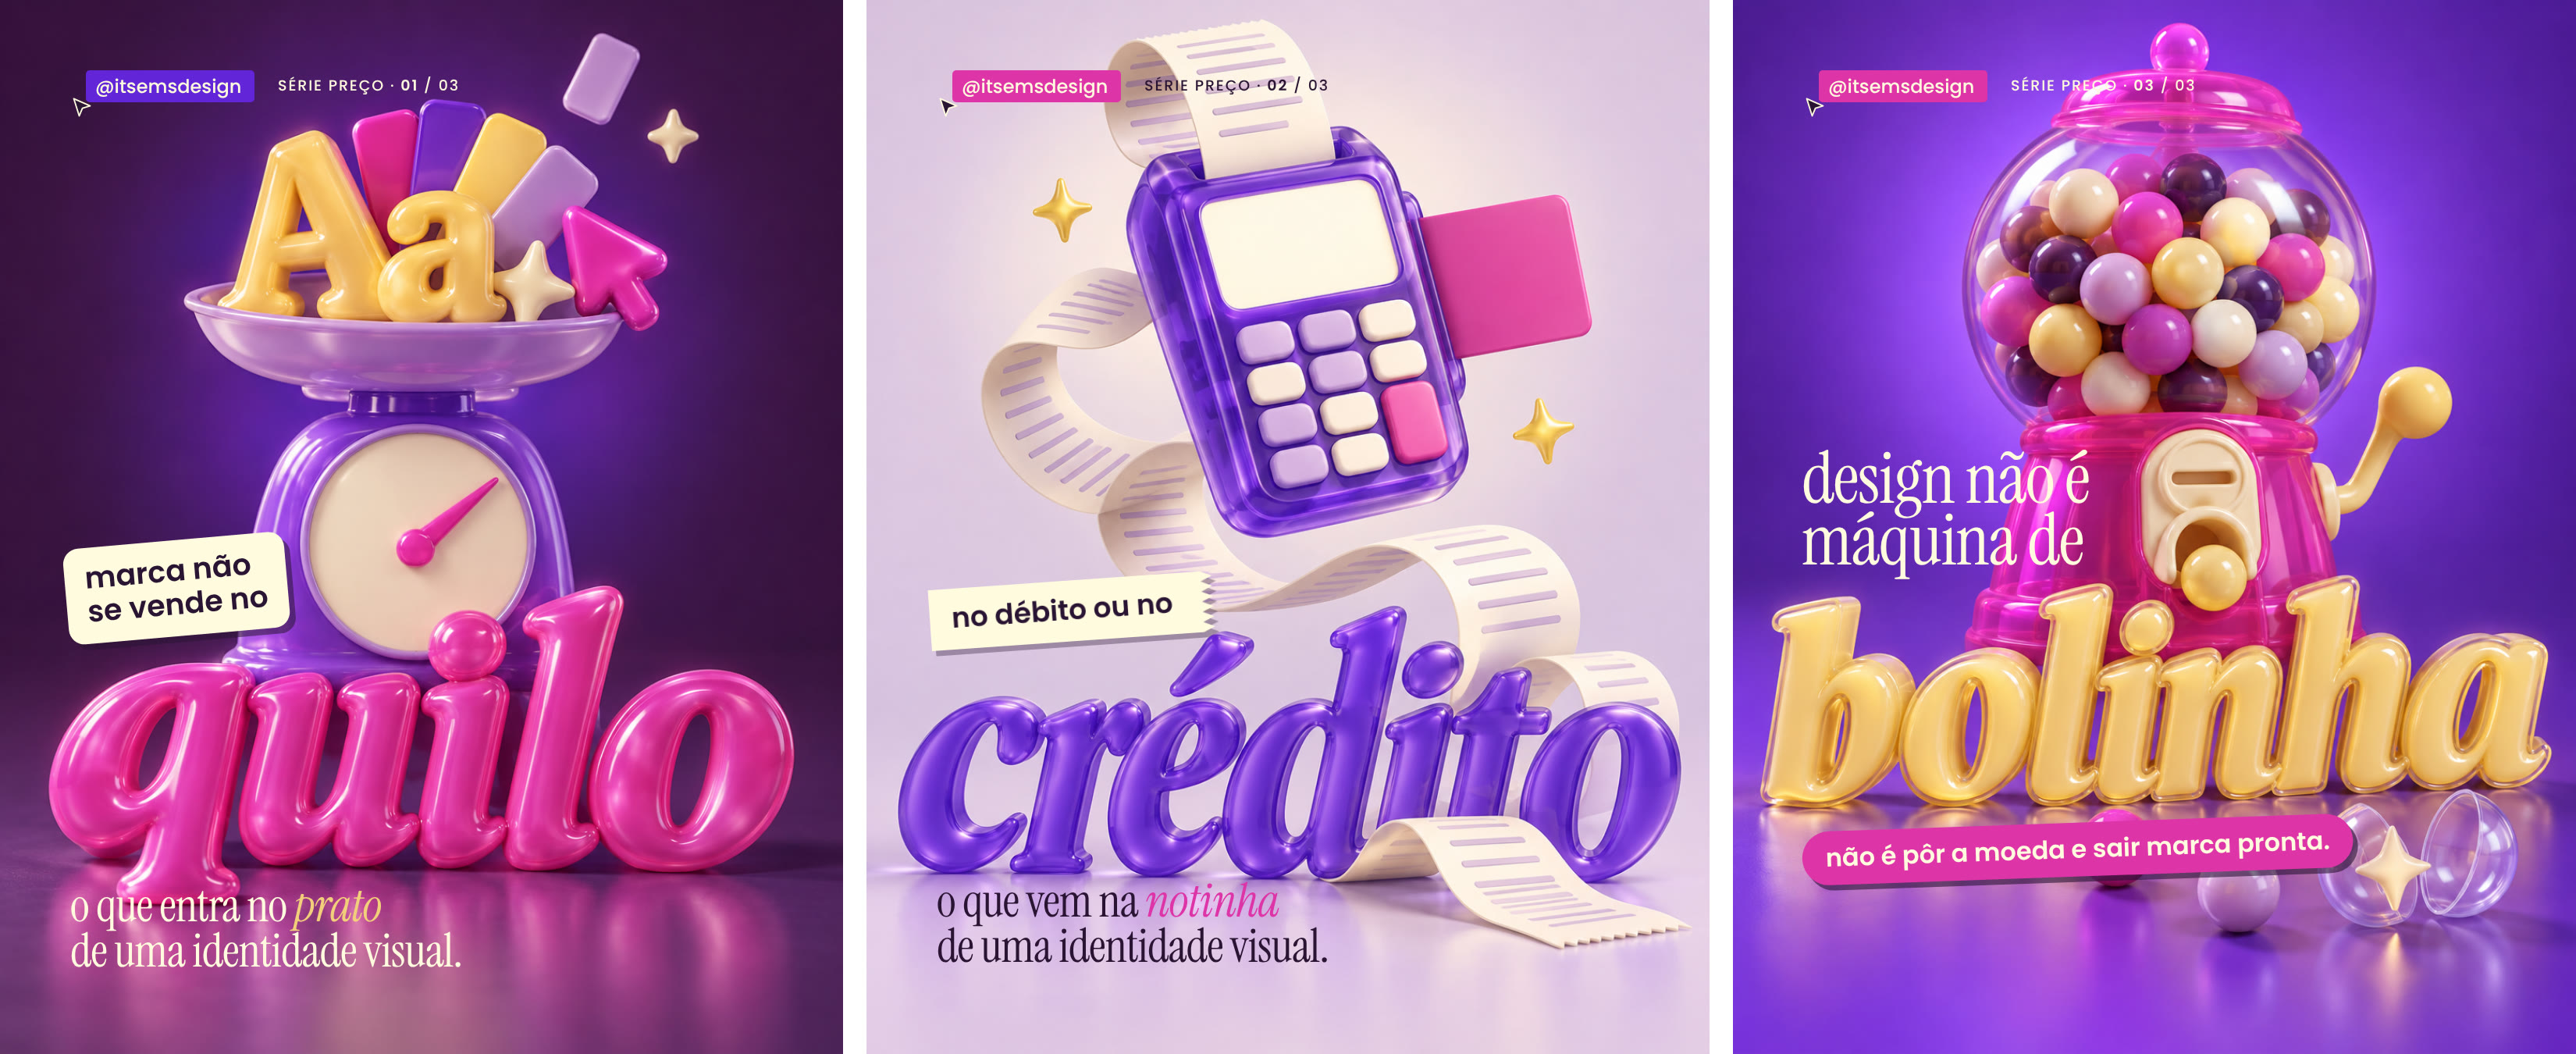 @itsemsdesign
SÉRIE PREÇO · 01 / 03
Aa
marca não
se vende no
quilo
o que entra no prato
de uma identidade visual.
@itsemsdesign
SÉRIE PREÇO · 02 / 03
no débito ou no
crédito
o que vem na notinha
de uma identidade visual.
@itsemsdesign
SÉRIE PREÇO · 03 / 03
design não é
máquina de
bolinha
não é pôr a moeda e sair marca pronta.